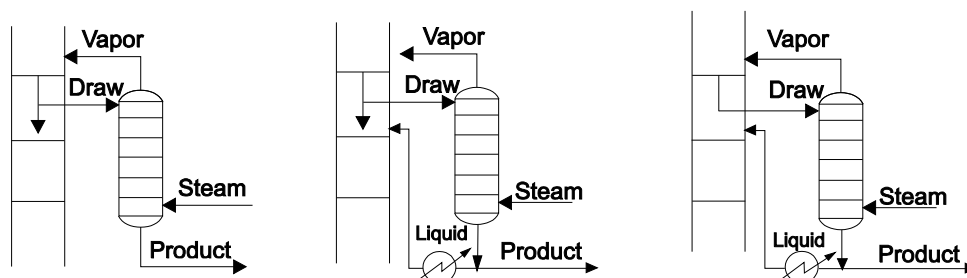 Vapor
Draw
Steam
Product
Vapor
Draw
Steam
Liquid
Product
Vapor
Draw
Steam
Liquid
Product